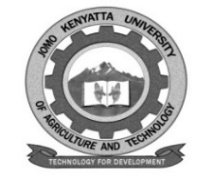 JOMO KENYATTA UNIVERSITY
OF AGRICULTURE AND TECHNOLOGY
TECHNOLOGY FOR DEVELOPMENT